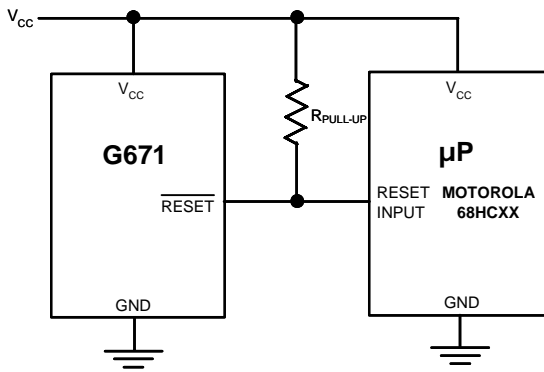 VCC
VCC
G671
RESET
GND
RPULL-UP
VCC
µP
RESET MOTOROLA
INPUT 68HCXX
GND